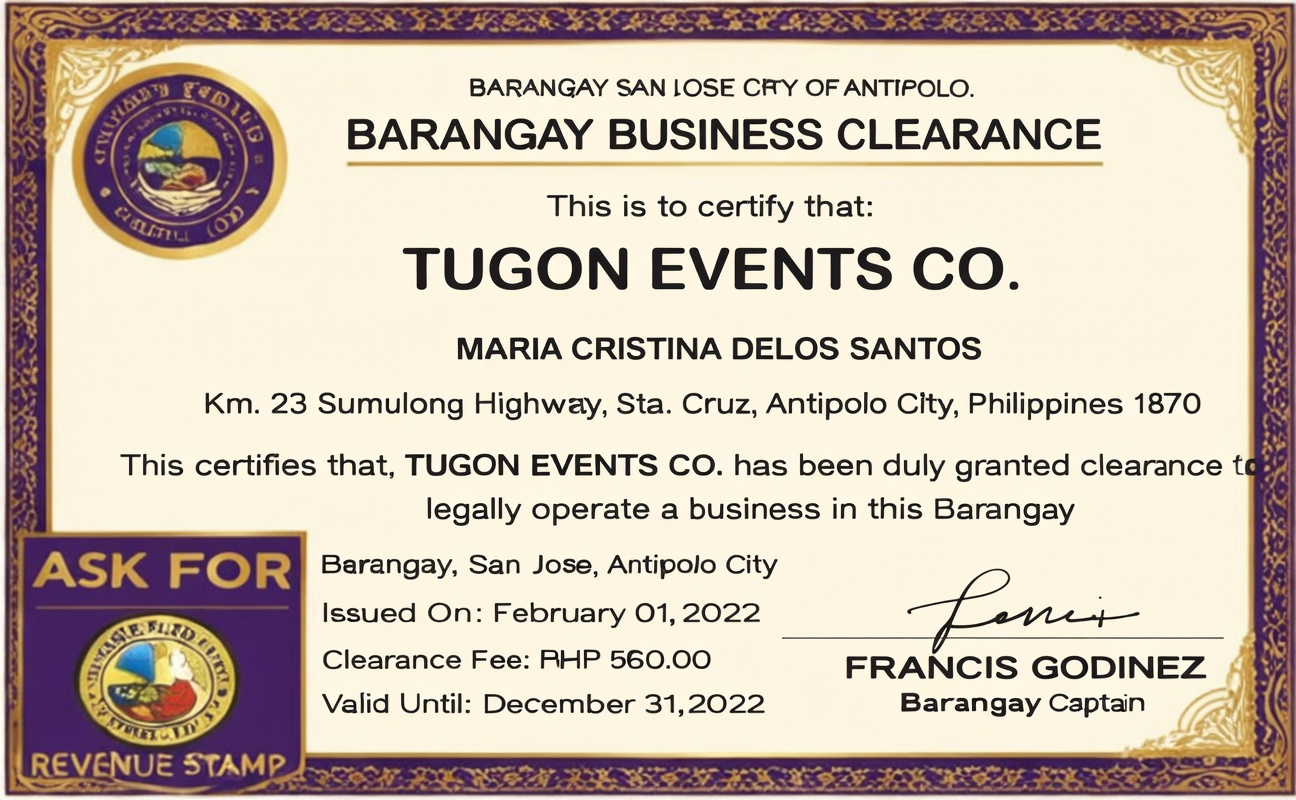 BARANGAY SAN JOSE CITY OF ANTIPOLO.
BARANGAY BUSINESS CLEARANCE
This is to certify that:
TUGON EVENTS CO.
MARIA CRISTINA DELOS SANTOS
Km. 23 Sumulong Highway, Sta. Cruz, Antipolo City, Philippines 1870
This certifies that, TUGON EVENTS CO. has been duly granted clearance to
legally operate a business in this Barangay
ASK FOR
REVENUE STAMP
Barangay, San Jose, Antipolo City
Issued On: February 01, 2022
Clearance Fee: PHP 560.00
Valid Until: December 31,2022
FRANCIS GODINEZ
Barangay Captain